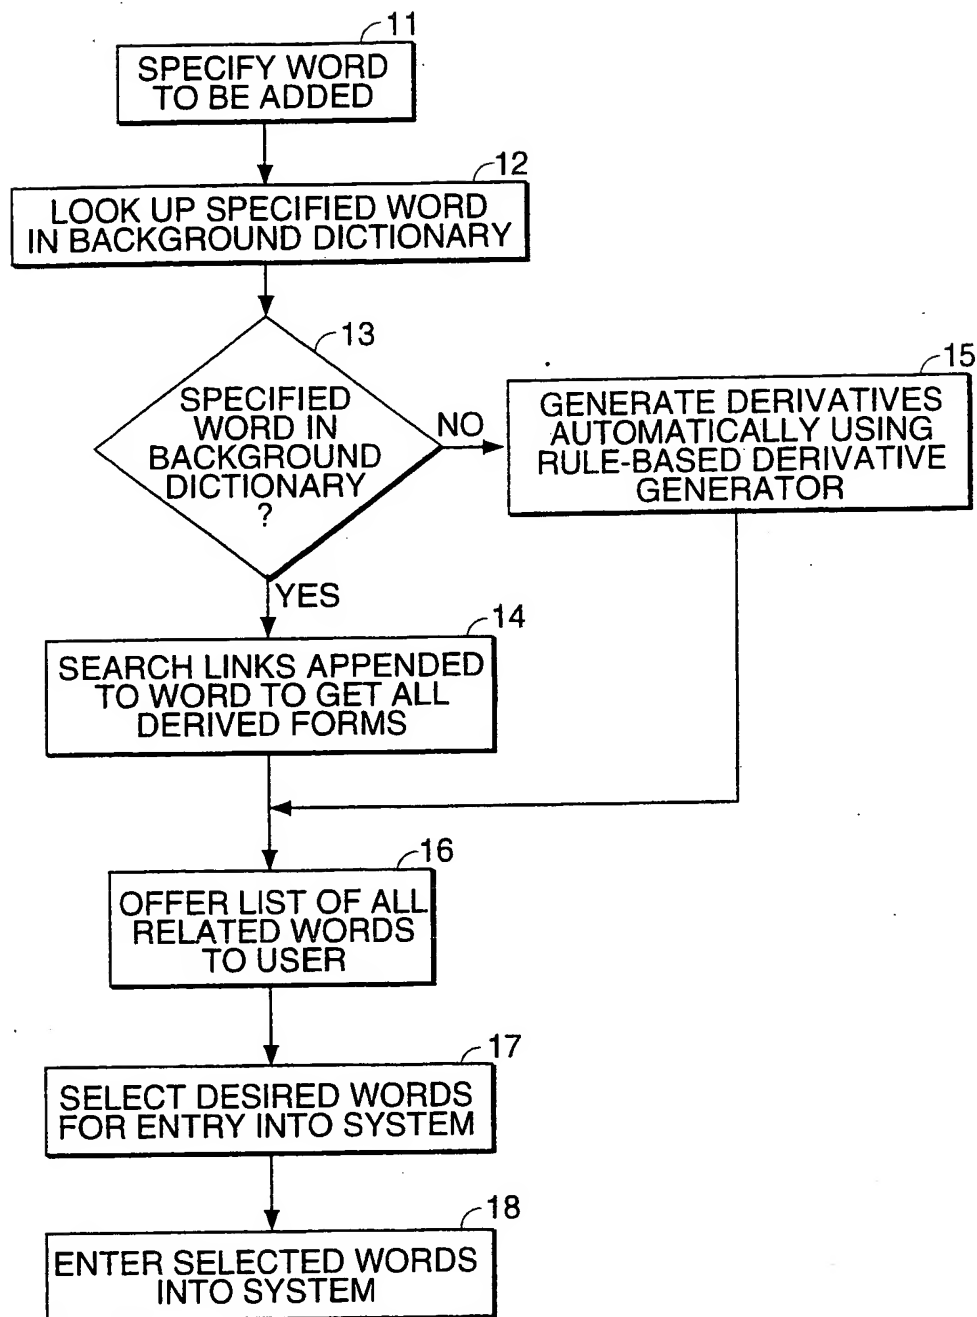 11
SPECIFY WORD
TO BE ADDED
12
LOOK UP SPECIFIED WORD
IN BACKGROUND DICTIONARY
13
SPECIFIED
WORD IN
BACKGROUND
DICTIONARY
?
NO
15
GENERATE DERIVATIVES
AUTOMATICALLY USING
RULE-BASED DERIVATIVE
GENERATOR
YES
14
SEARCH LINKS APPENDED
TO WORD TO GET ALL
DERIVED FORMS
16
OFFER LIST OF ALL
RELATED WORDS
TO USER
17
SELECT DESIRED WORDS
FOR ENTRY INTO SYSTEM
18
ENTER SELECTED WORDS
INTO SYSTEM